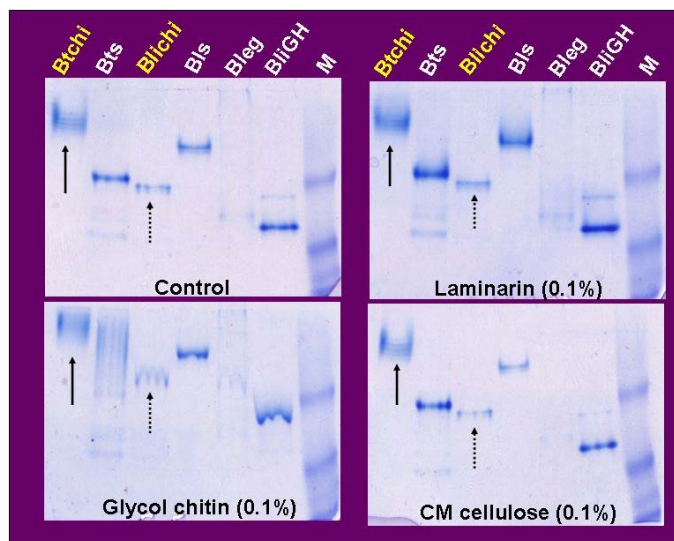 Btchi Bts Blichi Bls Bleg BliGH M
Btchi Bts Blichi Bls Bleg BliGH M
Control
Laminarin (0.1%)
Glycol chitin (0.1%)
CM cellulose (0.1%)